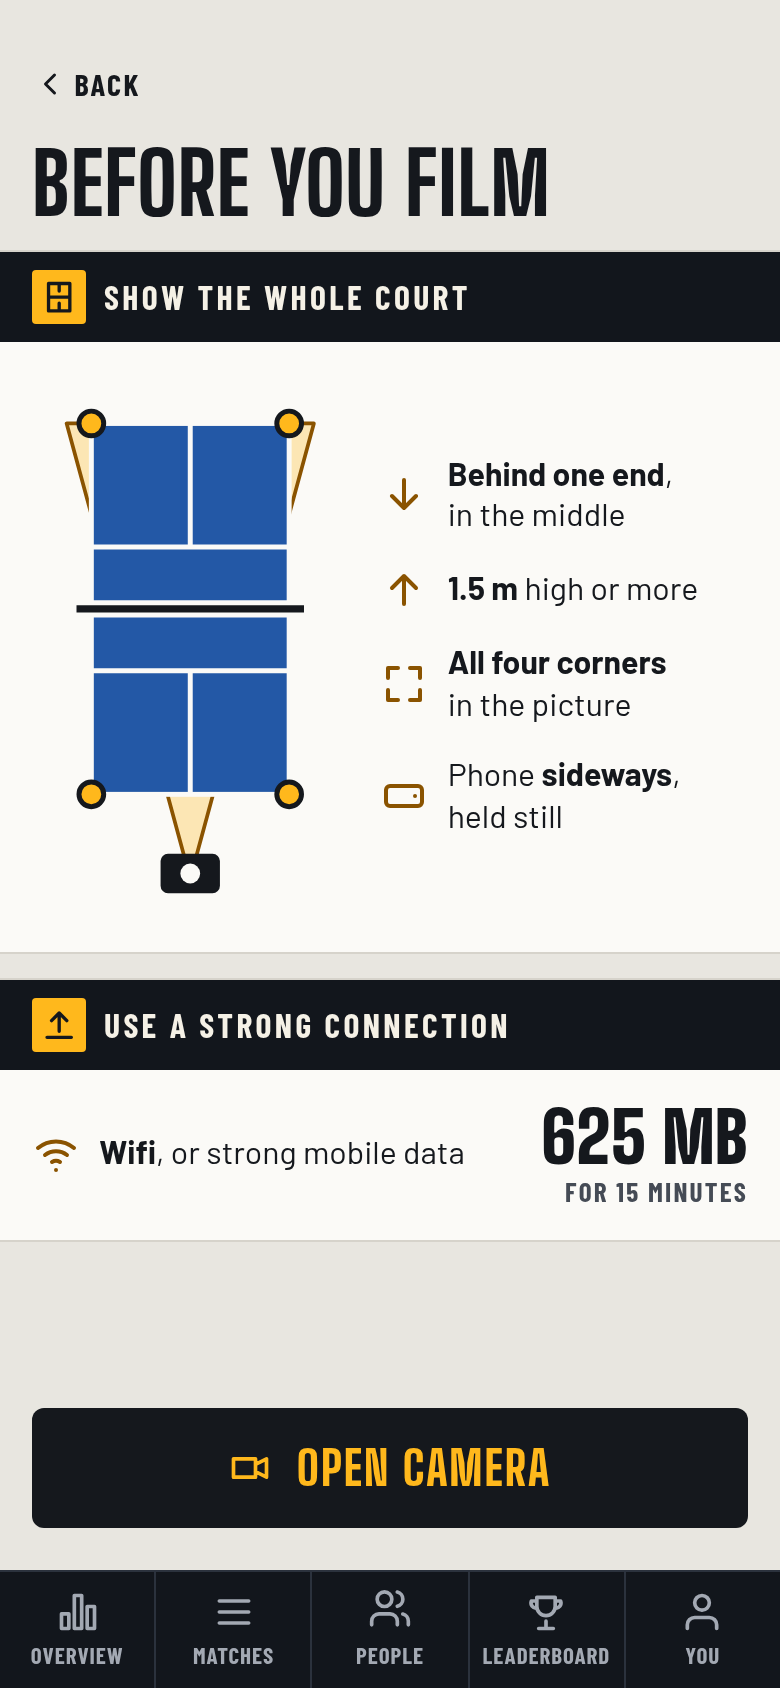 BACK
BEFORE YOU FILM
SHOW THE WHOLE COURT
Behind one end,
in the middle
1.5 m high or more
All four corners
in the picture
Phone sideways,
held still
USE A STRONG CONNECTION
Wifi, or strong mobile data
625 MB
FOR 15 MINUTES
OPEN CAMERA
OVERVIEW
MATCHES
PEOPLE
LEADERBOARD
YOU